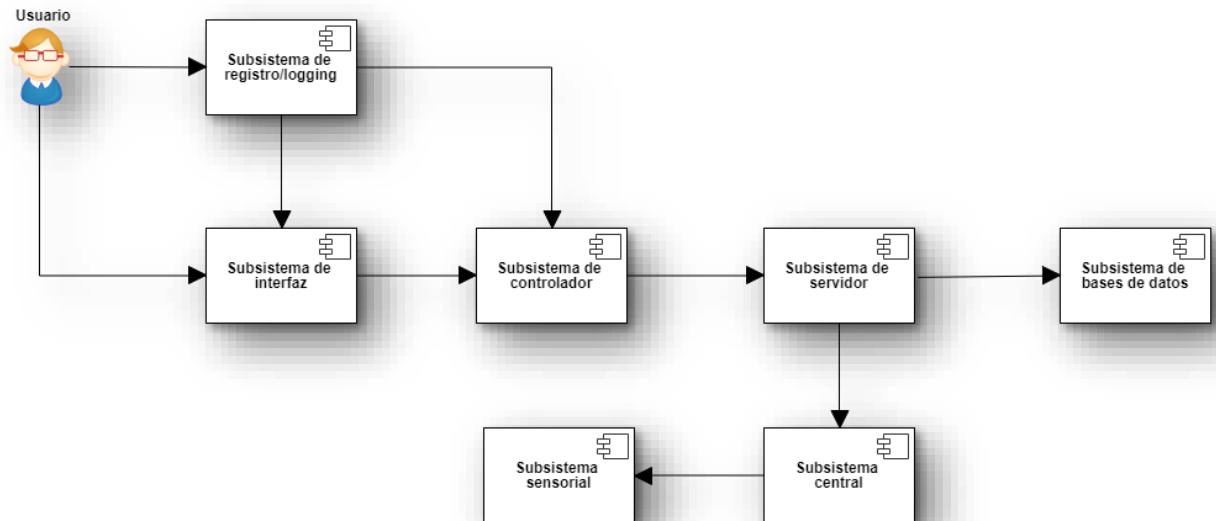 Usuario
Subsistema de
registro/logging
Subsistema de
interfaz
Subsistema de
controlador
Subsistema de
servidor
Subsistema de
bases de datos
Subsistema
sensorial
Subsistema
central